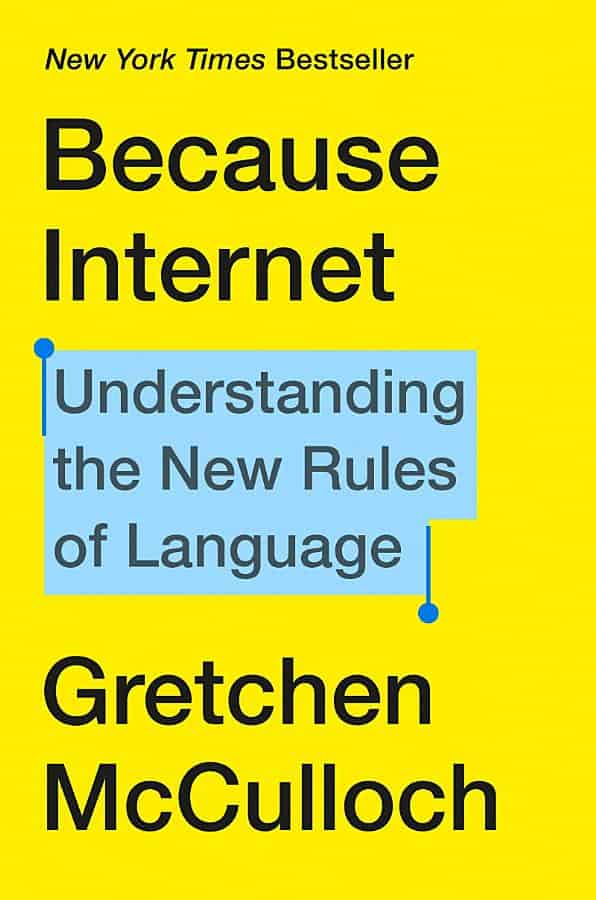 New York Times Bestseller
Because
Internet
Understanding
the New Rules
of Language
Gretchen
McCulloch